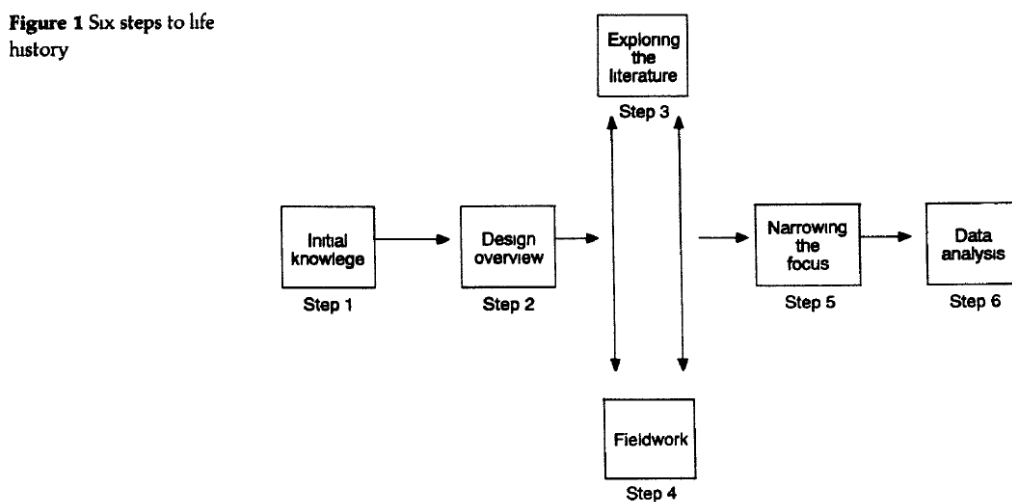 Figure 1 Six steps to life
history
Exploring
the
literature
Step 3
Initial
knowlege
Step 1
Design
overview
Step 2
Narrowing
the
focus
Step 5
Data
analysis
Step 6
Fieldwork
Step 4